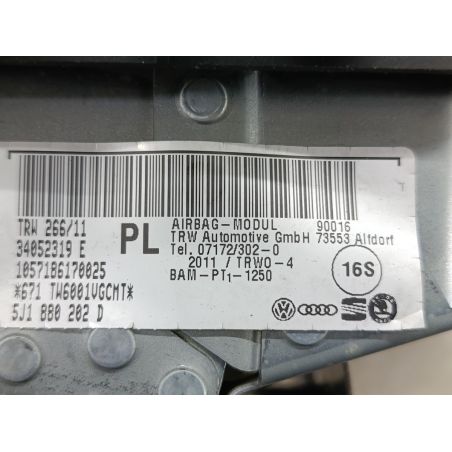 TRW 266/11
34052319 E
1057186170025
*671 TW6001VGCMT*
5J1 880 202 D
PL
AIRBAG-MODUL 90016
TRW Automotive GmbH 73553 Alfdorf
Tel. 07172/302-0
2011 / TRWO-4
BAM-PT1-1250
16S